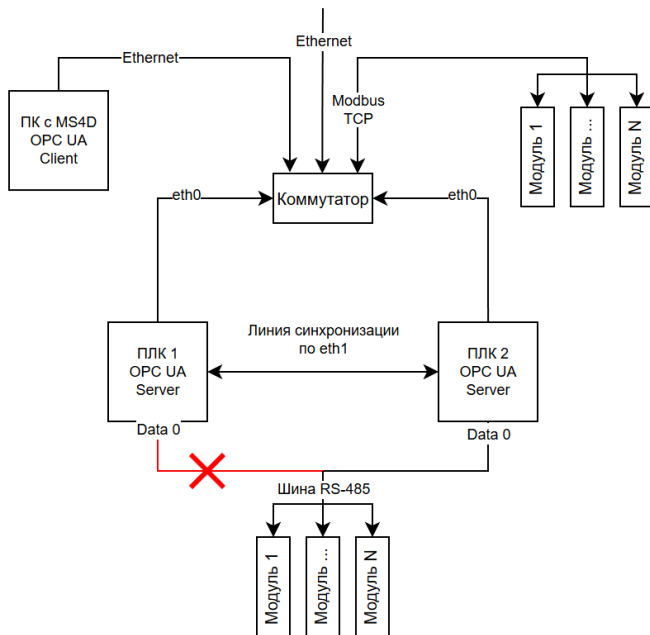 Ethernet
Ethernet
Modbus
TCP
ПК с MS4D
OPC UA
Client
Модуль 1
Модуль ...
Модуль N
Коммутатор
eth0
eth0
ПЛК 1
OPC UA
Server
Линия синхронизации
по eth1
ПЛК 2
OPC UA
Server
Data 0
Data 0
Шина RS-485
Модуль 1
Модуль ...
Модуль N